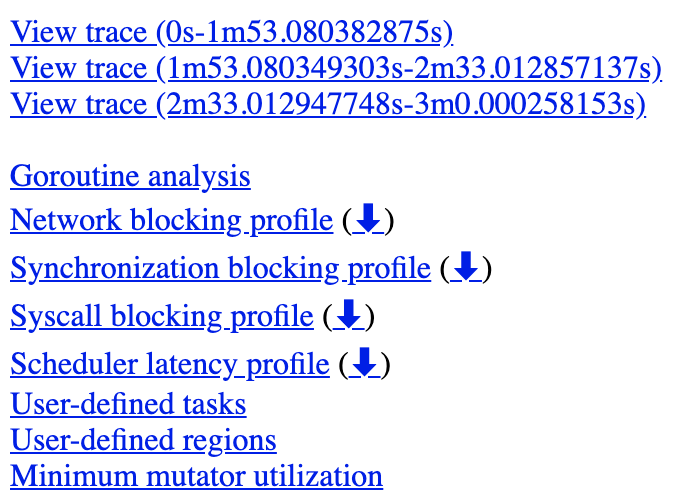 View trace (0s-1m53.080382875s)
View trace (1m53.080349303s-2m33.012857137s)
View trace (2m33.012947748s-3m0.000258153s)
Goroutine analysis
Network blocking profile (⬇)
Synchronization blocking profile (⬇)
Syscall blocking profile (⬇)
Scheduler latency profile (⬇)
User-defined tasks
User-defined regions
Minimum mutator utilization